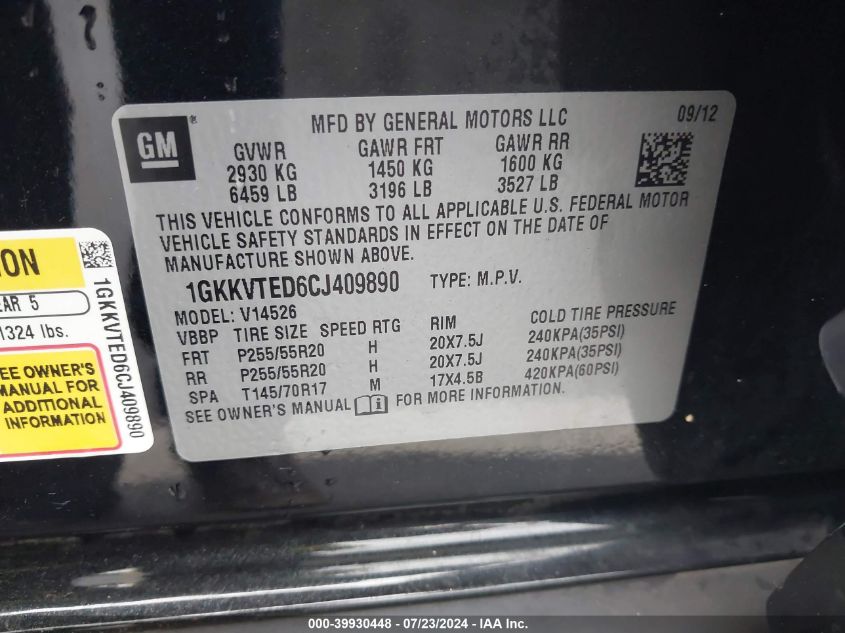 MFD BY GENERAL MOTORS LLC 09/12
GM
GVWR GAWR FRT GAWR RR
2930 KG 1450 KG 1600 KG
6459 LB 3196 LB 3527 LB
THIS VEHICLE CONFORMS TO ALL APPLICABLE U.S. FEDERAL MOTOR
VEHICLE SAFETY STANDARDS IN EFFECT ON THE DATE OF
MANUFACTURE SHOWN ABOVE.
1GKKVTED6CJ409890 TYPE: M.P.V.
MODEL: V14526
VBBP TIRE SIZE SPEED RTG RIM COLD TIRE PRESSURE
FRT P255/55R20 H 20X7.5J 240KPA(35PSI)
RR P255/55R20 H 20X7.5J 240KPA(35PSI)
SPA T145/70R17 M 17X4.5B 420KPA(60PSI)
SEE OWNER'S MANUAL FOR MORE INFORMATION.
ION
EAR 5
1324 lbs.
EE OWNER'S
MANUAL FOR
ADDITIONAL
INFORMATION
1GKKVTED6CJ409890
000-39930448 - 07/23/2024 - IAA Inc.